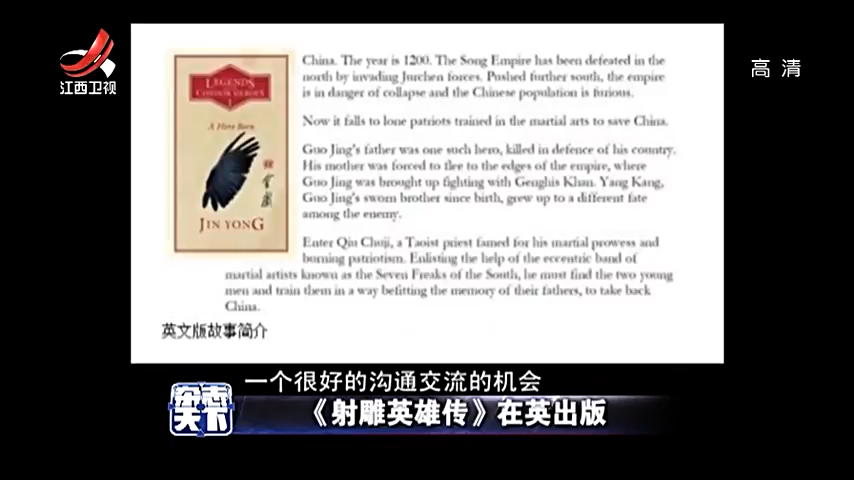 江西卫视
高清
LEGENDS
CONDOR HEROES
1
A Hero Born
JIN YONG
China. The year is 1200. The Song Empire has been defeated in the
north by invading Jurchen forces. Pushed further south, the empire
is in danger of collapse and the Chinese population is furious.
Now it falls to lone patriots trained in the martial arts to save China.
Guo Jing's father was one such hero, killed in defence of his country.
His mother was forced to flee to the edges of the empire, where
Guo Jing was brought up fighting with Genghis Khan. Yang Kang,
Guo Jing's sworn brother since birth, grew up to a different fate
among the enemy.
Enter Qiu Chuji, a Taoist priest famed for his martial prowess and
burning patriotism. Enlisting the help of the eccentric band of
martial artists known as the Seven Freaks of the South, he must find the two young
men and train them in a way befitting the memory of their fathers, to take back
China.
英文版故事简介
一个很好的沟通交流的机会
杂志天下
《射雕英雄传》在英出版